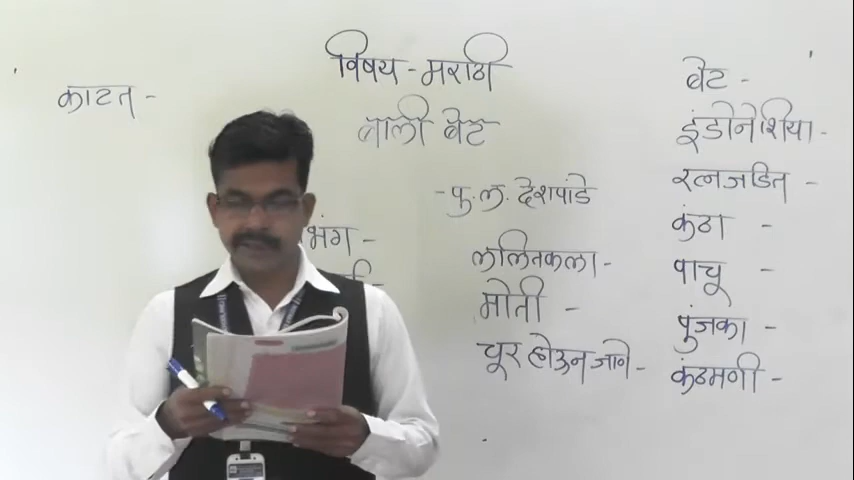 विषय - मराठी
बाली बेट
- पु. ल. देशपांडे
काटत -
भंग -
ललितकला -
मोती -
चूर होऊन जाणे -
बेट -
इंडोनेशिया -
रत्नजडित -
कंठा -
पाचू -
पुंजका -
कंठमणी -